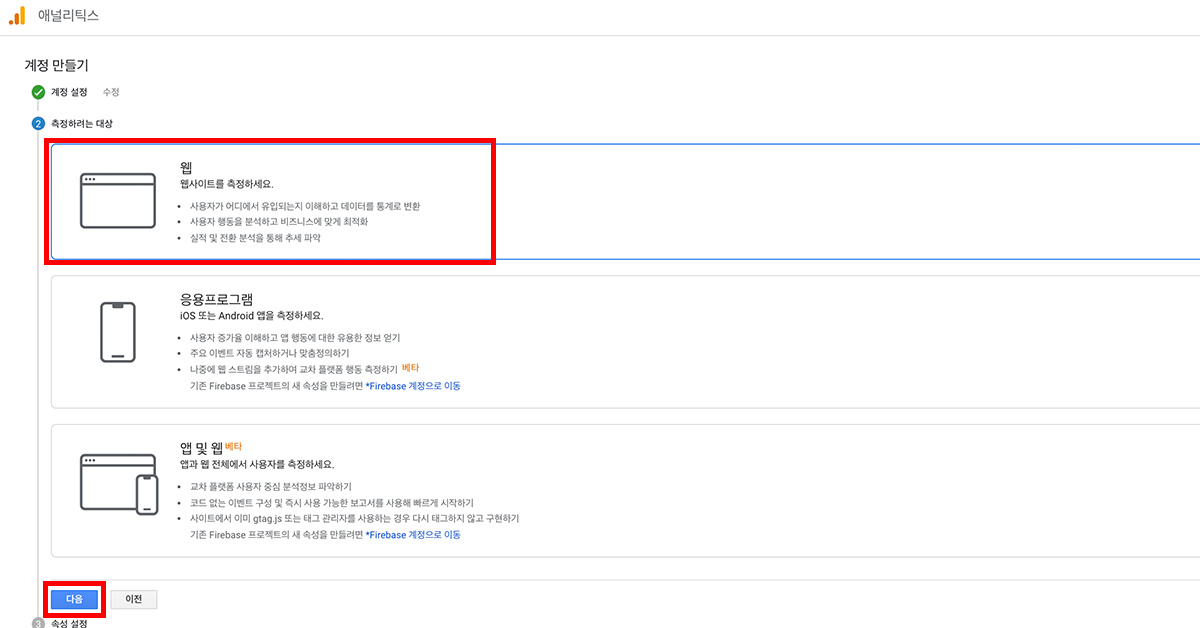 애널리틱스
계정 만들기
계정 설정 수정
2 측정하려는 대상
웹
웹사이트를 측정하세요.
• 사용자가 어디에서 유입되는지 이해하고 데이터를 통계로 변환
• 사용자 행동을 분석하고 비즈니스에 맞게 최적화
• 실적 및 전환 분석을 통해 추세 파악
응용프로그램
iOS 또는 Android 앱을 측정하세요.
• 사용자 증가율 이해하고 앱 행동에 대한 유용한 정보 얻기
• 주요 이벤트 자동 캡처하거나 맞춤정의하기
• 나중에 웹 스트림을 추가하여 교차 플랫폼 행동 측정하기 베타
기존 Firebase 프로젝트의 새 속성을 만들려면 *Firebase 계정으로 이동
앱 및 웹 베타
앱과 웹 전체에서 사용자를 측정하세요.
• 교차 플랫폼 사용자 중심 분석정보 파악하기
• 코드 없는 이벤트 구성 및 즉시 사용 가능한 보고서를 사용해 빠르게 시작하기
• 사이트에서 이미 gtag.js 또는 태그 관리자를 사용하는 경우 다시 태그하지 않고 구현하기
기존 Firebase 프로젝트의 새 속성을 만들려면 *Firebase 계정으로 이동
다음 이전
3 속성 설정